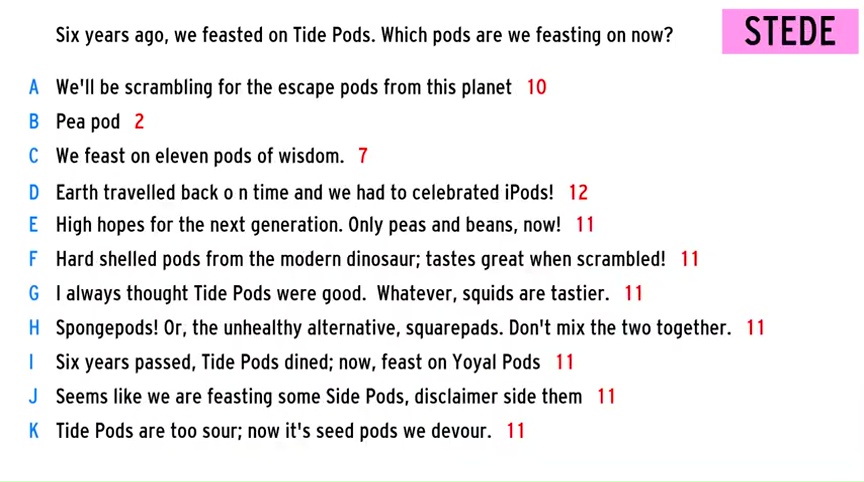 Six years ago, we feasted on Tide Pods. Which pods are we feasting on now?
STEDE
A We'll be scrambling for the escape pods from this planet 10
B Pea pod 2
C We feast on eleven pods of wisdom. 7
D Earth travelled back o n time and we had to celebrated iPods! 12
E High hopes for the next generation. Only peas and beans, now! 11
F Hard shelled pods from the modern dinosaur; tastes great when scrambled! 11
G I always thought Tide Pods were good. Whatever, squids are tastier. 11
H Spongepods! Or, the unhealthy alternative, squarepads. Don't mix the two together. 11
I Six years passed, Tide Pods dined; now, feast on Yoyal Pods 11
J Seems like we are feasting some Side Pods, disclaimer side them 11
K Tide Pods are too sour; now it's seed pods we devour. 11